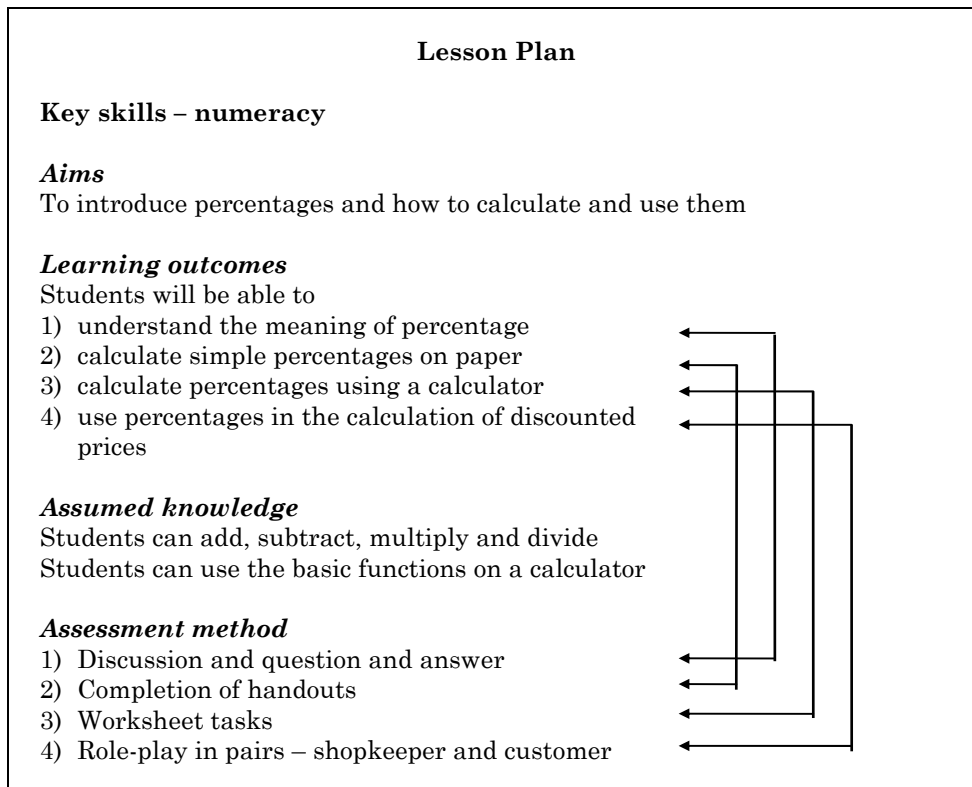 Lesson Plan
Key skills – numeracy
Aims
To introduce percentages and how to calculate and use them
Learning outcomes
Students will be able to
1) understand the meaning of percentage
2) calculate simple percentages on paper
3) calculate percentages using a calculator
4) use percentages in the calculation of discounted
prices
Assumed knowledge
Students can add, subtract, multiply and divide
Students can use the basic functions on a calculator
Assessment method
1) Discussion and question and answer
2) Completion of handouts
3) Worksheet tasks
4) Role-play in pairs – shopkeeper and customer